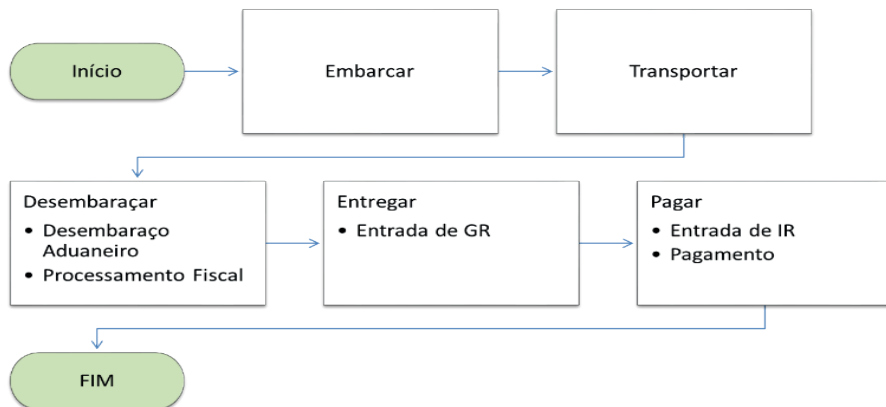 Início
Embarcar
Transportar
Desembaraçar
• Desembaraço
Aduaneiro
• Processamento Fiscal
Entregar
• Entrada de GR
Pagar
• Entrada de IR
• Pagamento
FIM